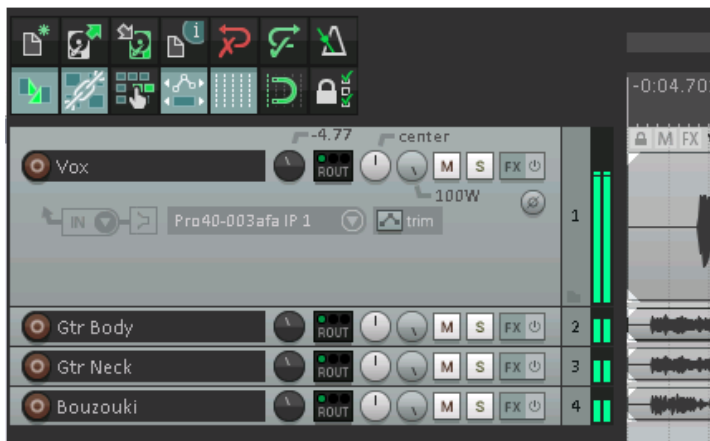 -0:04.70
-4.77 center
M FX
Vox ROUT M S FX
100W
IN Pro40-003afa IP 1 trim 1
Gtr Body ROUT M S FX 2
Gtr Neck ROUT M S FX 3
Bouzouki ROUT M S FX 4